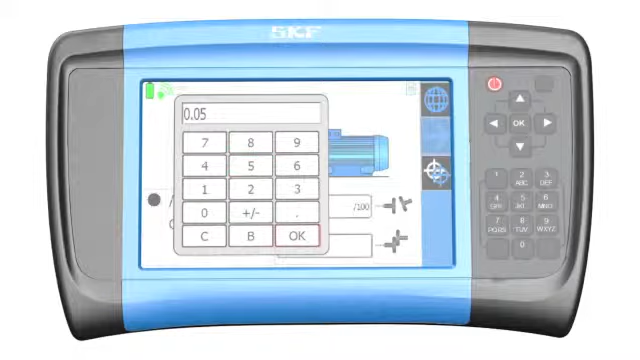 SKF
0.05
7 8 9
4 5 6
1 2 3
0 +/- .
C B OK
/100
OK
1 2 ABC 3 DEF
4 GHI 5 JKL 6 MNO
7 PQRS 8 TUV 9 WXYZ
0